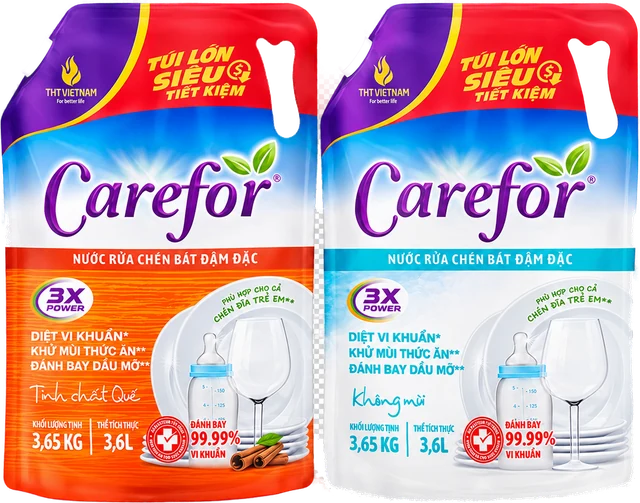 THT VIETNAM
For better life
TÚI LỚN
SIÊU
TIẾT KIỆM
Carefor®
NƯỚC RỬA CHÉN BÁT ĐẬM ĐẶC
3X
POWER
PHÙ HỢP CHO CẢ
CHÉN ĐĨA TRẺ EM**
DIỆT VI KHUẨN*
KHỬ MÙI THỨC ĂN**
ĐÁNH BAY DẦU MỠ**
Tinh chất Quế
KHỐI LƯỢNG TỊNH
3,65 KG
THỂ TÍCH THỰC
3,6L
ĐÁNH BAY
99.99%
VI KHUẨN
150
125
THT VIETNAM
For better life
TÚI LỚN
SIÊU
TIẾT KIỆM
Carefor®
NƯỚC RỬA CHÉN BÁT ĐẬM ĐẶC
3X
POWER
PHÙ HỢP CHO CẢ
CHÉN ĐĨA TRẺ EM**
DIỆT VI KHUẨN*
KHỬ MÙI THỨC ĂN**
ĐÁNH BAY DẦU MỠ**
Không mùi
KHỐI LƯỢNG TỊNH
3,65 KG
THỂ TÍCH THỰC
3,6L
ĐÁNH BAY
99.99%
VI KHUẨN
150
125